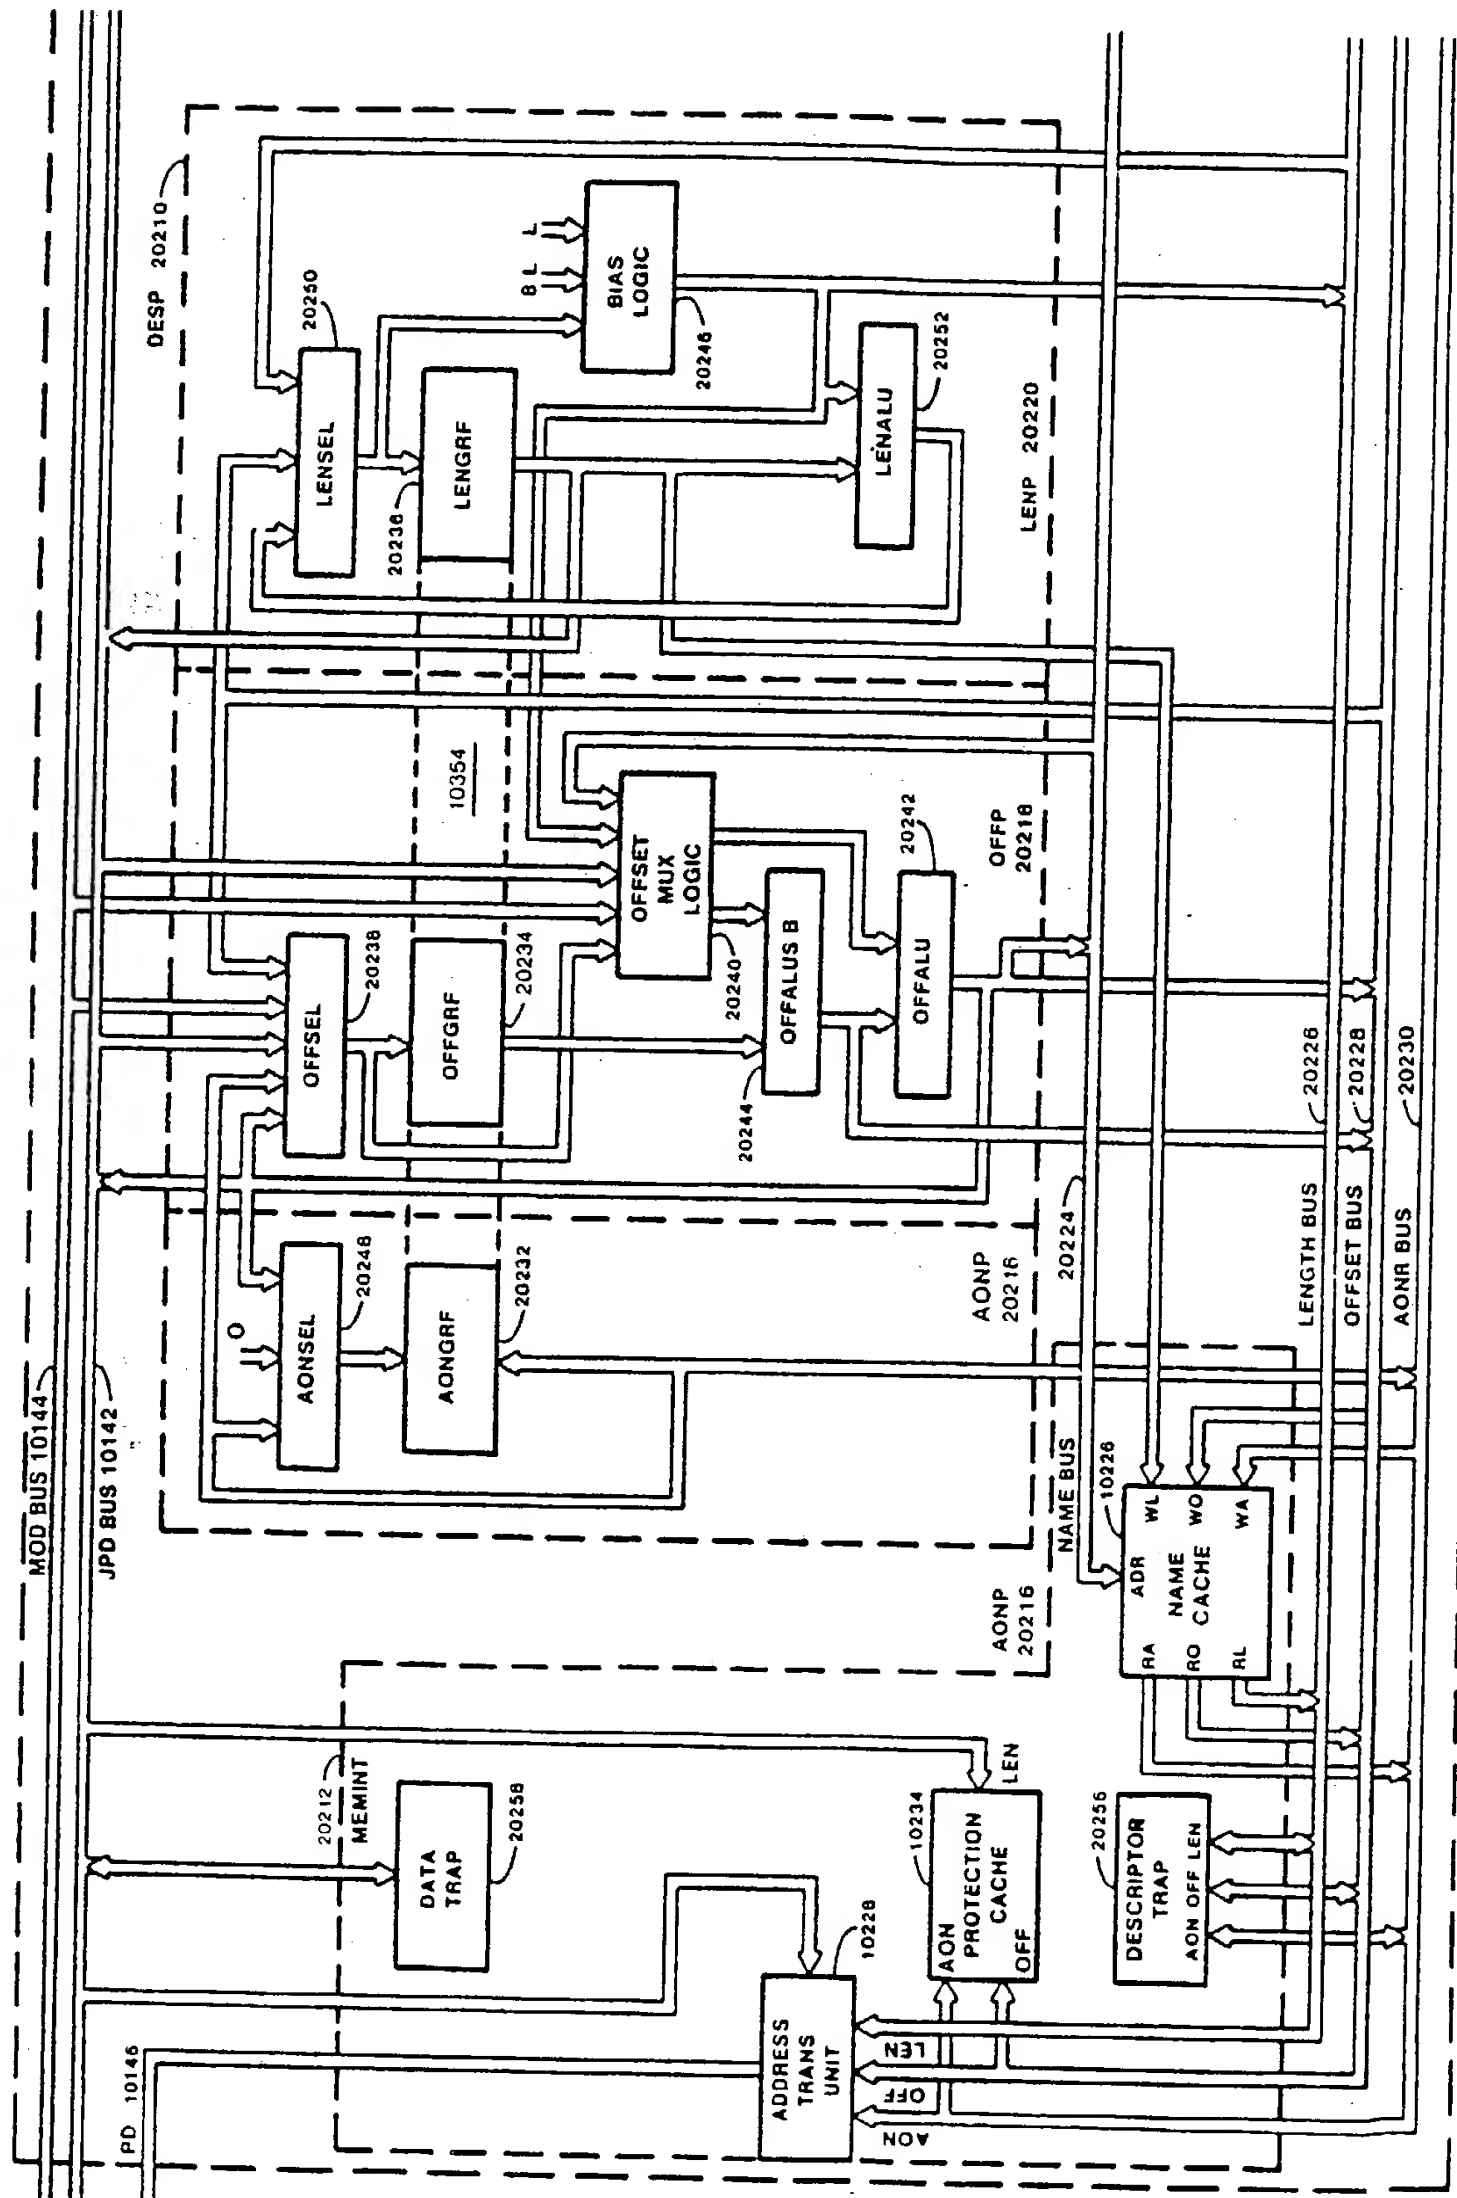 MOD BUS 10144
JPD BUS 10142
PD 10146
DESP 20210
20212
MEMINT
DATA
TRAP
20258
ADDRESS
TRANS
UNIT
10228
AON
OFF
LEN
10234
AON
PROTECTION
CACHE
OFF
LEN
20256
DESCRIPTOR
TRAP
AON OFF LEN
AONP
20216
NAME BUS
20224
10226
ADR
NAME
CACHE
RA
RO
RL
WL
WO
WA
LENGTH BUS
20226
OFFSET BUS
20228
AONR BUS
20230
O
AONSEL
20248
AONGRF
20232
AONP
20216
OFFSEL
20238
OFFGRF
20234
10354
OFFSET
MUX
LOGIC
20240
OFFALUS B
20244
OFFALU
20242
OFFP
20218
LENSEL
20250
LENGRF
20236
B L
L
BIAS
LOGIC
20246
LENALU
20252
LENP 20220